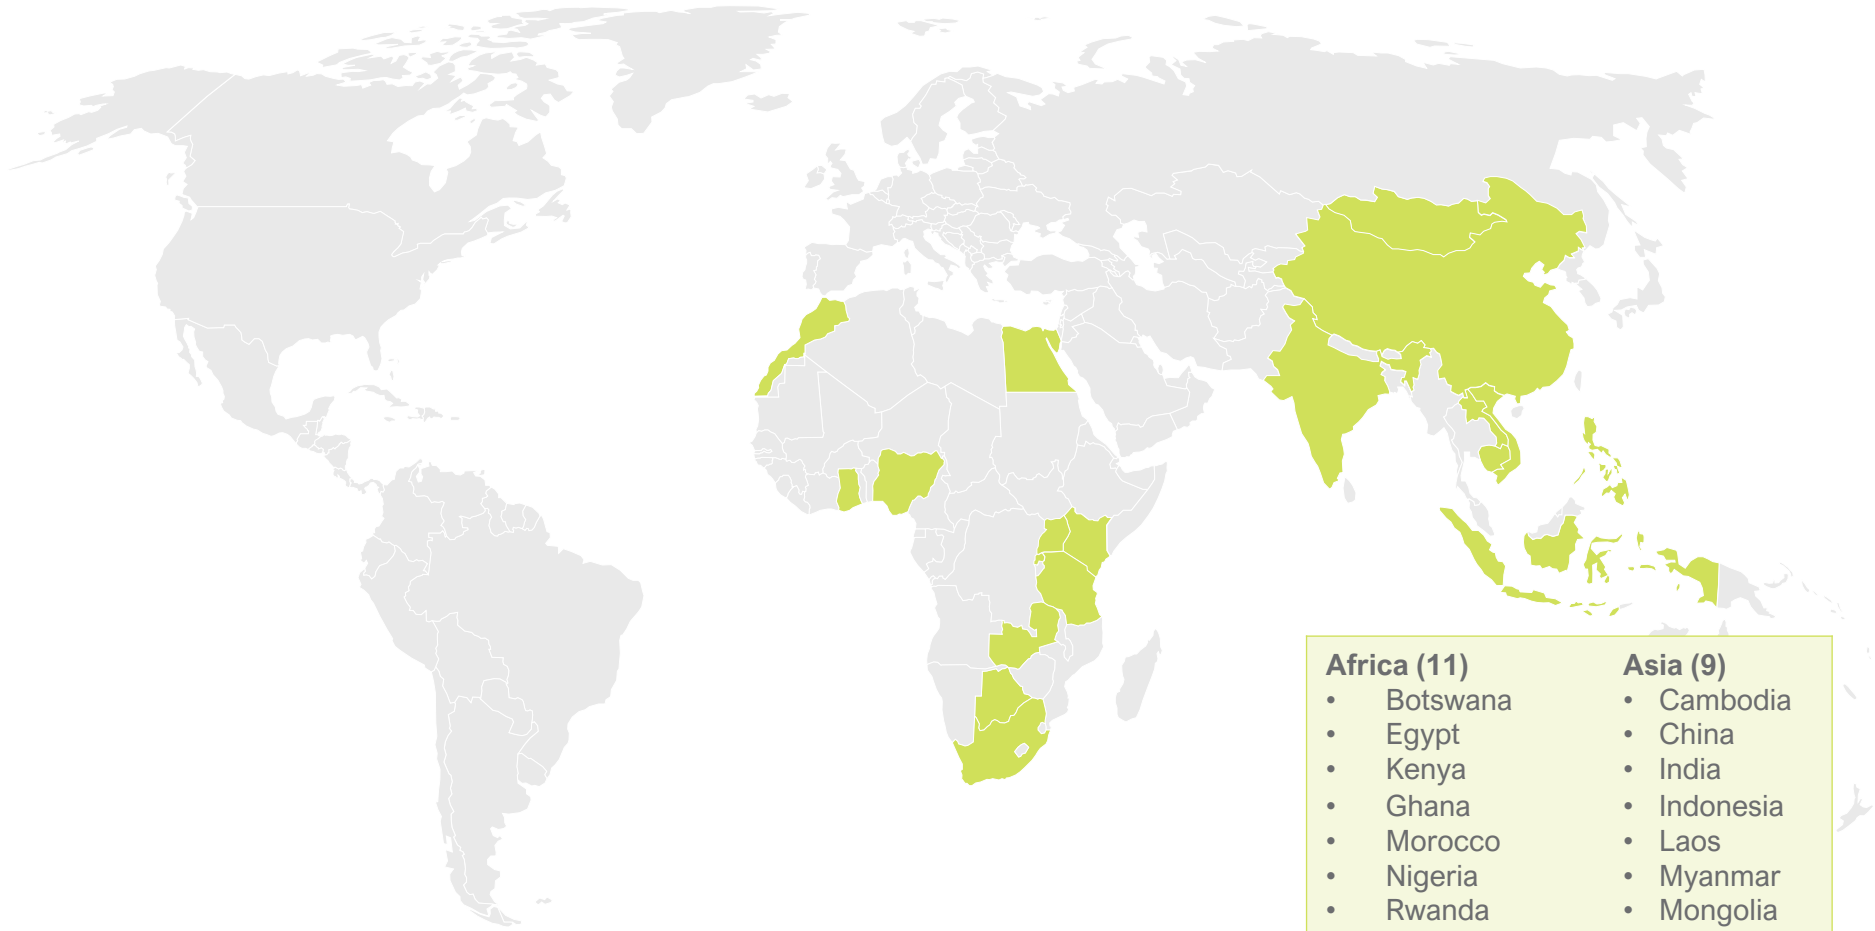 Africa (11)
• Botswana
• Egypt
• Kenya
• Ghana
• Morocco
• Nigeria
• Rwanda
Asia (9)
• Cambodia
• China
• India
• Indonesia
• Laos
• Myanmar
• Mongolia